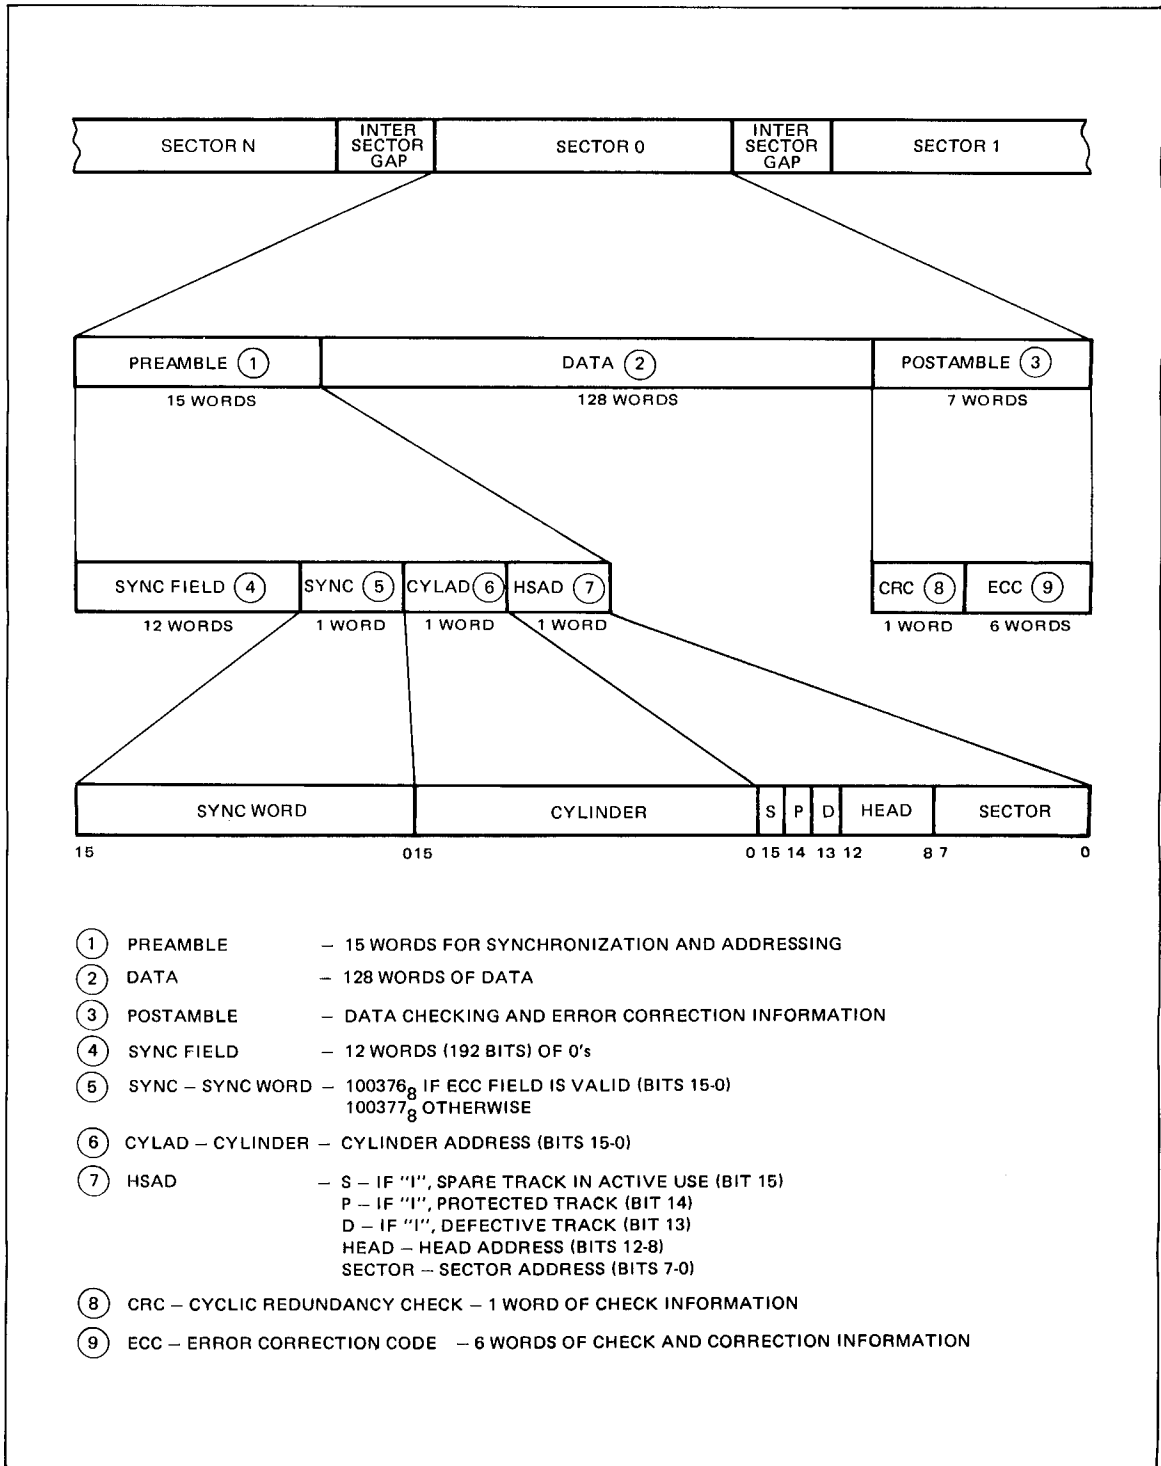 SECTOR N
INTER SECTOR GAP
SECTOR 0
INTER SECTOR GAP
SECTOR 1
PREAMBLE 1
DATA 2
POSTAMBLE 3
15 WORDS
128 WORDS
7 WORDS
SYNC FIELD 4
SYNC 5
CYLAD 6
HSAD 7
CRC 8
ECC 9
12 WORDS
1 WORD
1 WORD
1 WORD
1 WORD
6 WORDS
SYNC WORD
CYLINDER
S
P
D
HEAD
SECTOR
15 015 0 15 14 13 12 8 7 0
1 PREAMBLE – 15 WORDS FOR SYNCHRONIZATION AND ADDRESSING
2 DATA – 128 WORDS OF DATA
3 POSTAMBLE – DATA CHECKING AND ERROR CORRECTION INFORMATION
4 SYNC FIELD – 12 WORDS (192 BITS) OF 0's
5 SYNC – SYNC WORD – 100376₈ IF ECC FIELD IS VALID (BITS 15-0)
100377₈ OTHERWISE
6 CYLAD – CYLINDER – CYLINDER ADDRESS (BITS 15-0)
7 HSAD – S – IF "I", SPARE TRACK IN ACTIVE USE (BIT 15)
P – IF "I", PROTECTED TRACK (BIT 14)
D – IF "I", DEFECTIVE TRACK (BIT 13)
HEAD – HEAD ADDRESS (BITS 12-8)
SECTOR – SECTOR ADDRESS (BITS 7-0)
8 CRC – CYCLIC REDUNDANCY CHECK – 1 WORD OF CHECK INFORMATION
9 ECC – ERROR CORRECTION CODE – 6 WORDS OF CHECK AND CORRECTION INFORMATION